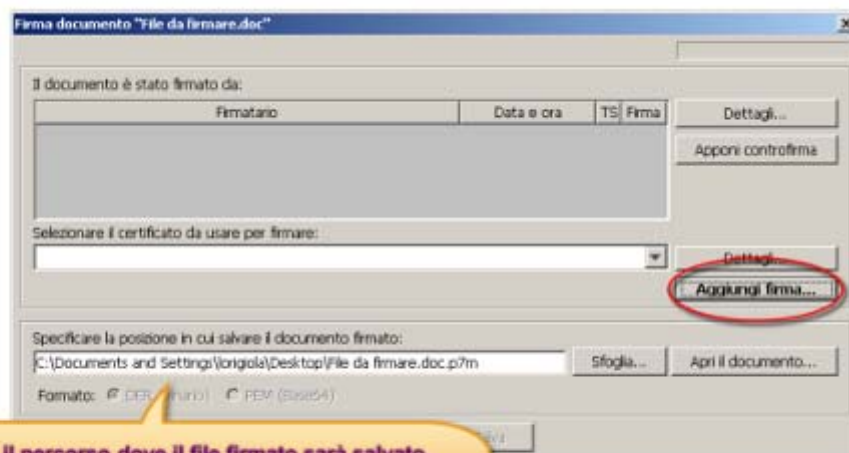 Firma documento "File da firmare.doc"
Il documento è stato firmato da:
Firmatario Data e ora TS Firma
Dettagli...
Apponi controfirma
Selezionare il certificato da usare per firmare:
Dettagli...
Aggiungi firma...
Specificare la posizione in cui salvare il documento firmato:
C:\Documents and Settings\lorigiola\Desktop\File da firmare.doc.p7m
Sfoglia...
Apri il documento...
Formato: DER PEM (Base64)
il percorso dove il file firmato sarà salvato